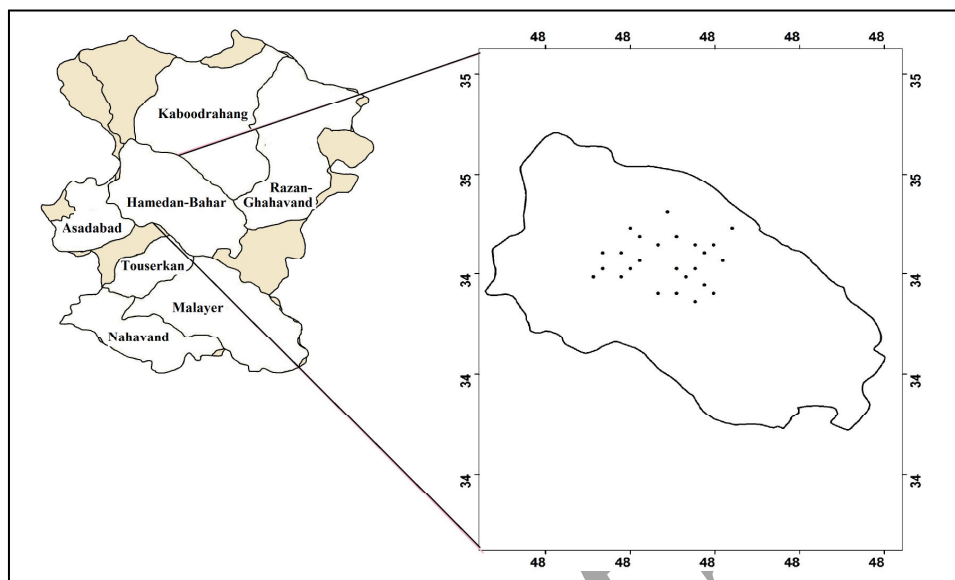 48 48 48 48 48
35 35
Kaboodrahang
35 35
Razan-
Hamedan-Bahar Ghahavand
Asadabad
Touserkan
34 34
Malayer
Nahavand
34 34
34 34
48 48 48 48 48